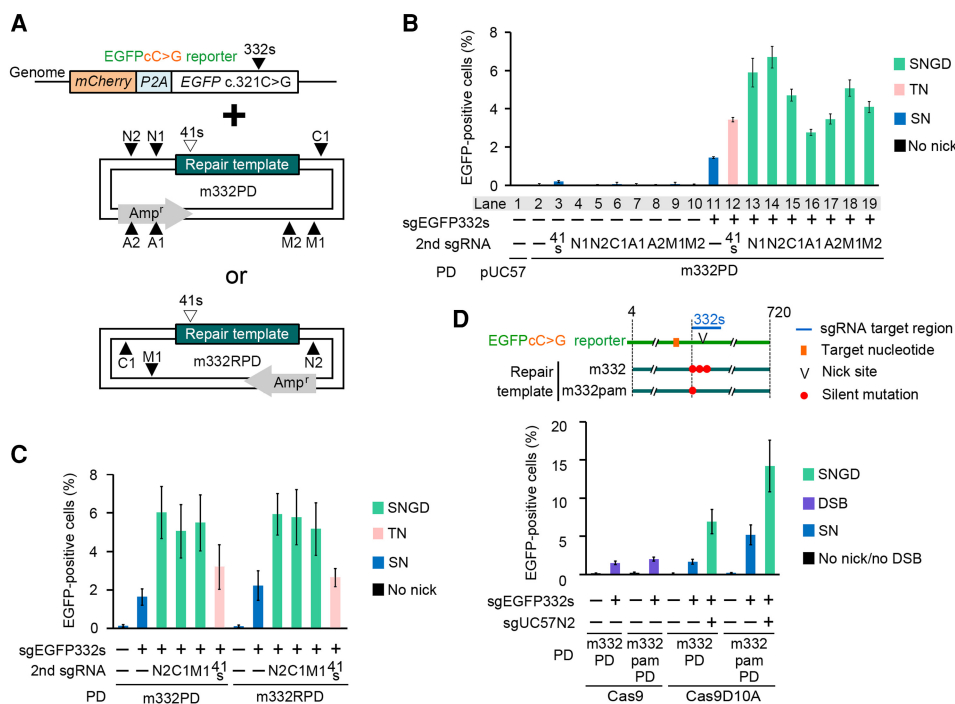 A
EGFPcC>G reporter
332s
Genome
mCherry P2A EGFP c.321C>G
+
N2 N1 41s C1
Repair template
m332PD
Ampr
A2 A1 M2 M1
or
41s
Repair template
C1 M1 m332RPD N2
Ampr
B
EGFP-positive cells (%)
8
6
4
2
0
SNGD
TN
SN
No nick
Lane 1 2 3 4 5 6 7 8 9 10 11 12 13 14 15 16 17 18 19
sgEGFP332s – – – – – – – – – – + + + + + + + + +
2nd sgRNA – – 41s N1 N2 C1 A1 A2 M1 M2 – 41s N1 N2 C1 A1 A2 M1 M2
PD pUC57 m332PD
C
EGFP-positive cells (%)
8
6
4
2
0
SNGD
TN
SN
No nick
sgEGFP332s – + + + + + – + + + + +
2nd sgRNA – – N2 C1 M1 41s – – N2 C1 M1 41s
PD m332PD m332RPD
D
4 332s 720
EGFPcC>G reporter
Repair template
m332
m332pam
sgRNA target region
Target nucleotide
V Nick site
Silent mutation
EGFP-positive cells (%)
20
15
10
5
0
SNGD
DSB
SN
No nick/no DSB
sgEGFP332s – + – + – + + – + +
sgUC57N2 – – – – – – + – – +
PD m332 PD m332 pam PD m332 PD m332 pam PD
Cas9 Cas9D10A